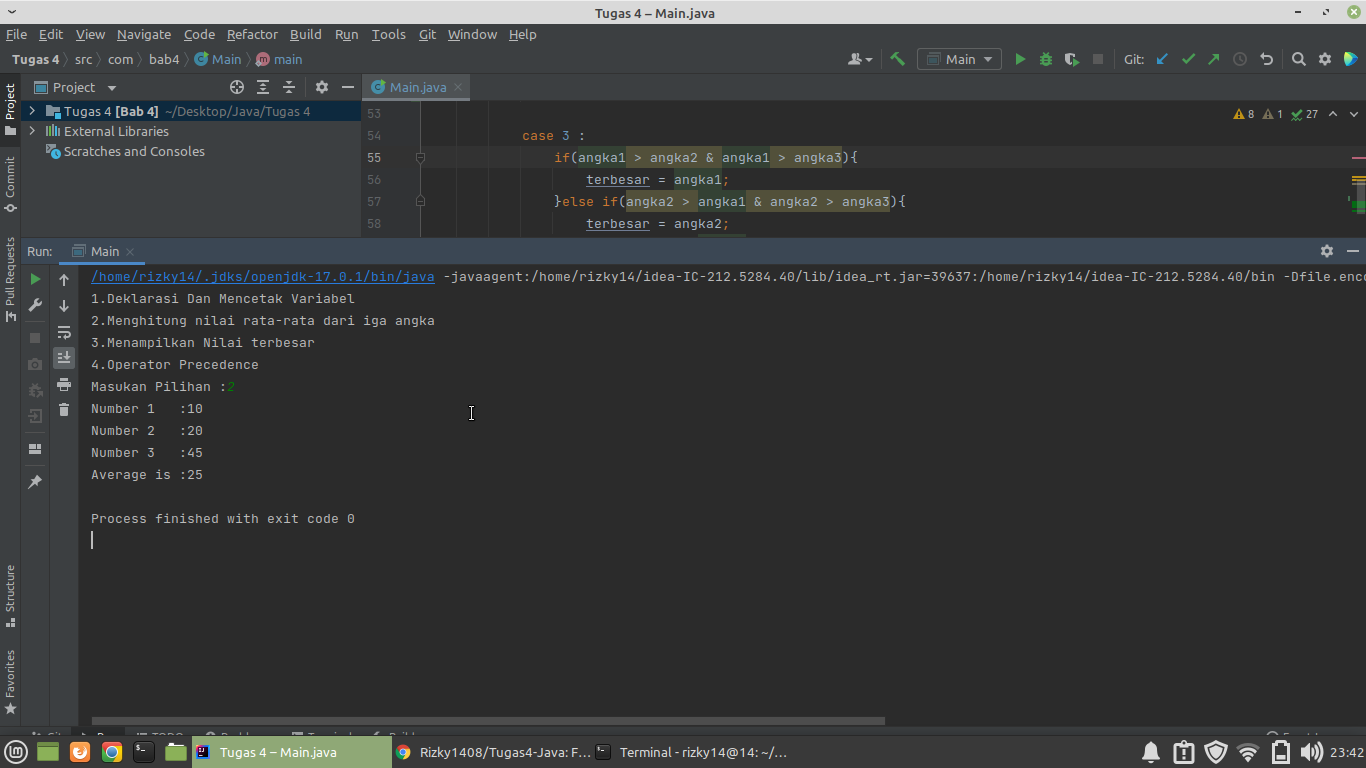 Tugas 4 – Main.java
File Edit View Navigate Code Refactor Build Run Tools Git Window Help
Tugas 4 src com bab4 Main main Main Git:
Project Main.java
Tugas 4 [Bab 4] ~/Desktop/Java/Tugas 4
External Libraries
Scratches and Consoles
Project
Commit
Pull Requests
Structure
Favorites
8 1 27
53
54 case 3 :
55 if(angka1 > angka2 & angka1 > angka3){
56 terbesar = angka1;
57 }else if(angka2 > angka1 & angka2 > angka3){
58 terbesar = angka2;
Run: Main
/home/rizky14/.jdks/openjdk-17.0.1/bin/java -javaagent:/home/rizky14/idea-IC-212.5284.40/lib/idea_rt.jar=39637:/home/rizky14/idea-IC-212.5284.40/bin -Dfile.enco
1.Deklarasi Dan Mencetak Variabel
2.Menghitung nilai rata-rata dari iga angka
3.Menampilkan Nilai terbesar
4.Operator Precedence
Masukan Pilihan :2
Number 1 :10
Number 2 :20
Number 3 :45
Average is :25
Process finished with exit code 0
Tugas 4 – Main.java Rizky1408/Tugas4-Java: F... Terminal - rizky14@14: ~/... 23:42